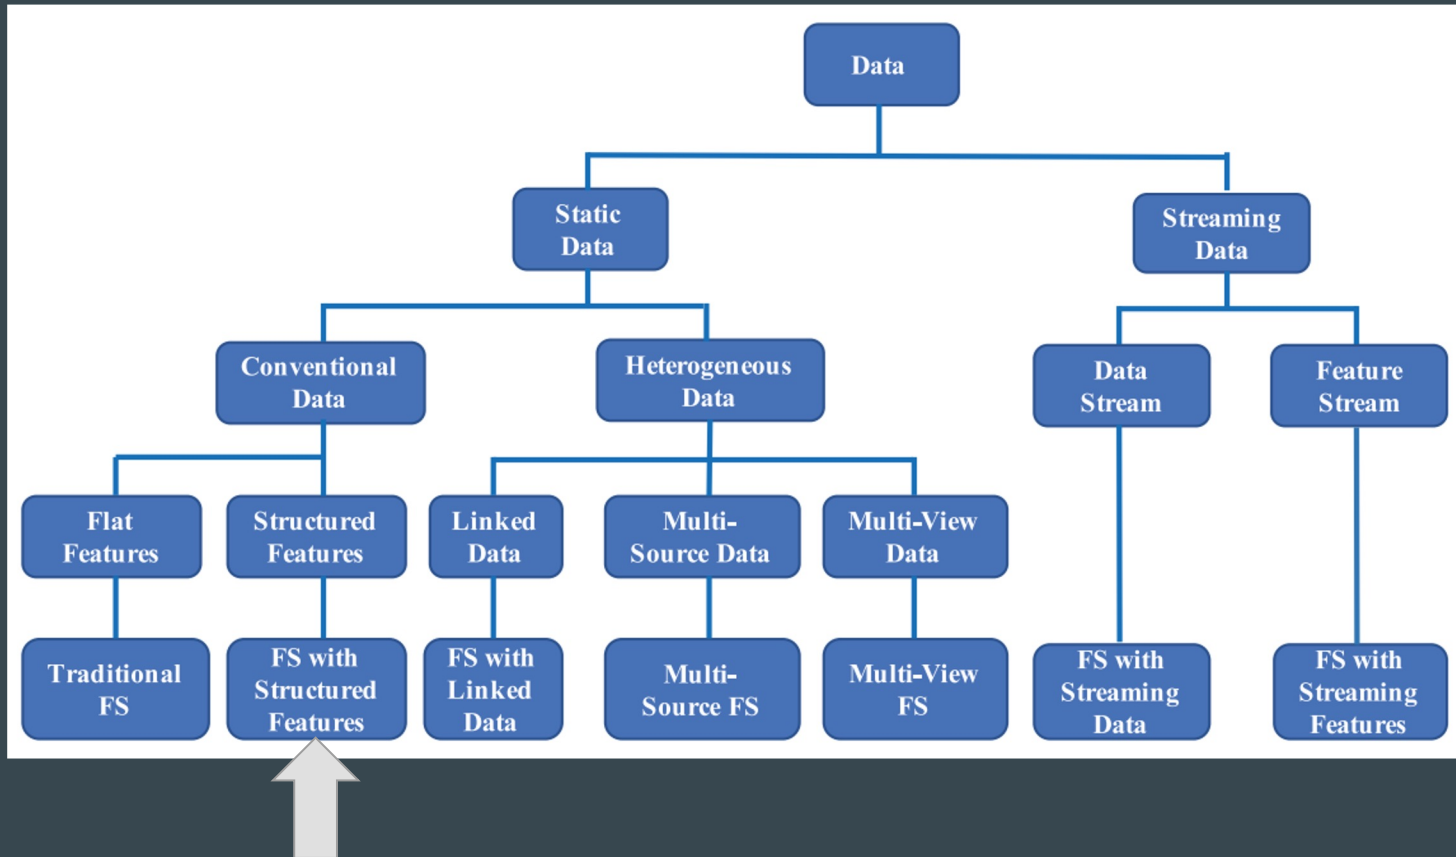 Data
Static
Data
Streaming
Data
Conventional
Data
Heterogeneous
Data
Data
Stream
Feature
Stream
Flat
Features
Structured
Features
Linked
Data
Multi-
Source Data
Multi-View
Data
Traditional
FS
FS with
Structured
Features
FS with
Linked
Data
Multi-
Source FS
Multi-View
FS
FS with
Streaming
Data
FS with
Streaming
Features